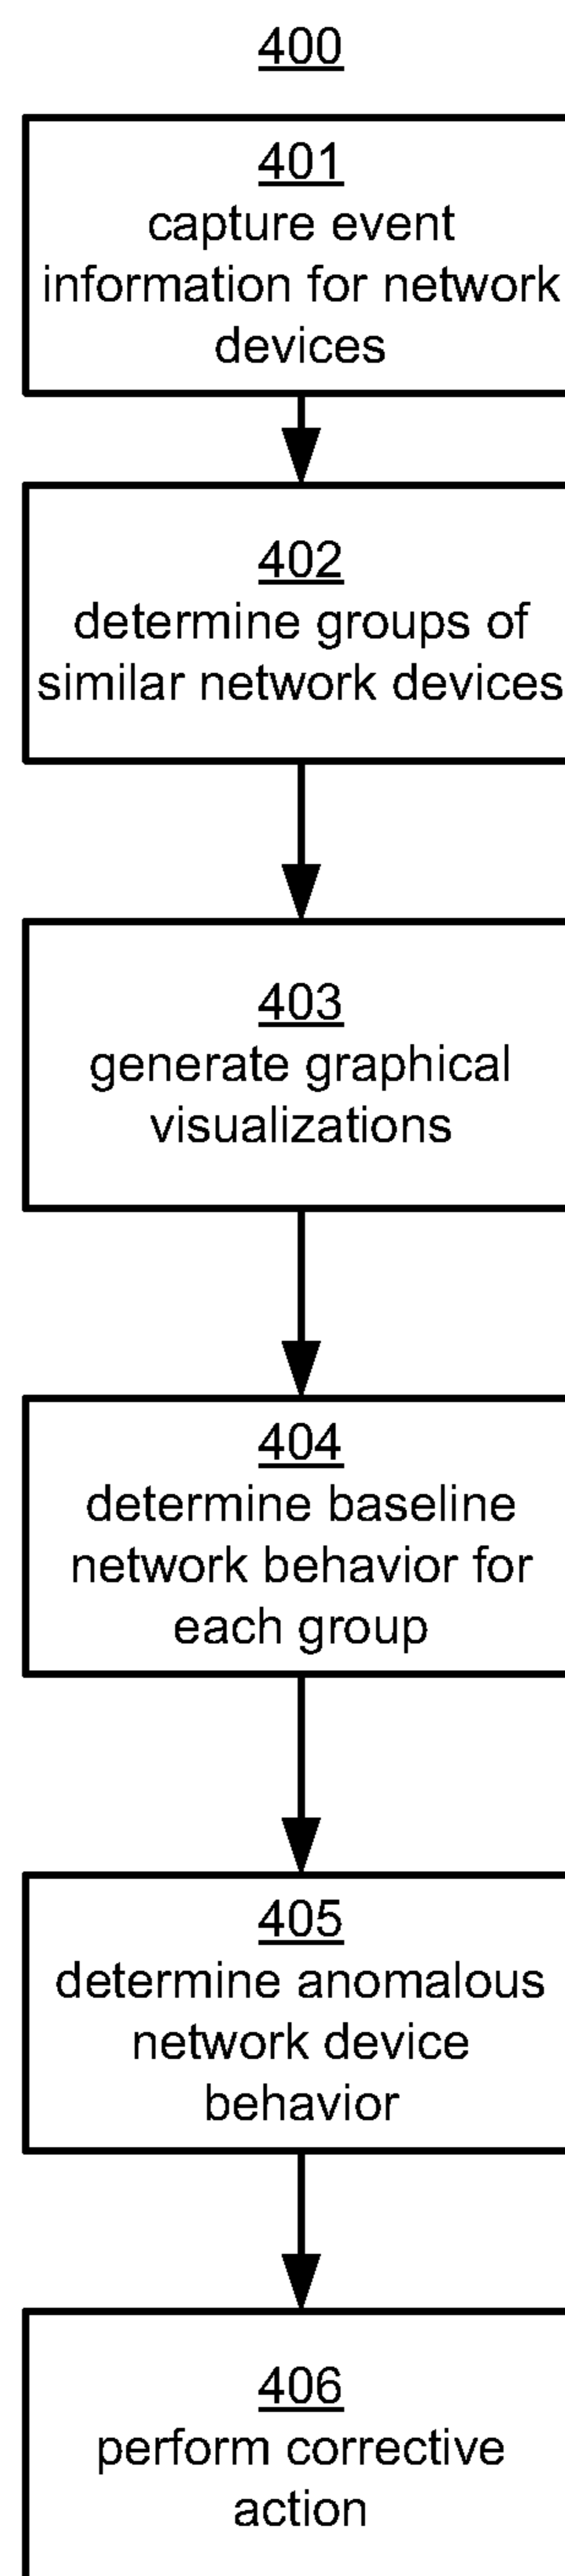 400
401
capture event
information for network
devices
402
determine groups of
similar network devices
403
generate graphical
visualizations
404
determine baseline
network behavior for
each group
405
determine anomalous
network device
behavior
406
perform corrective
action